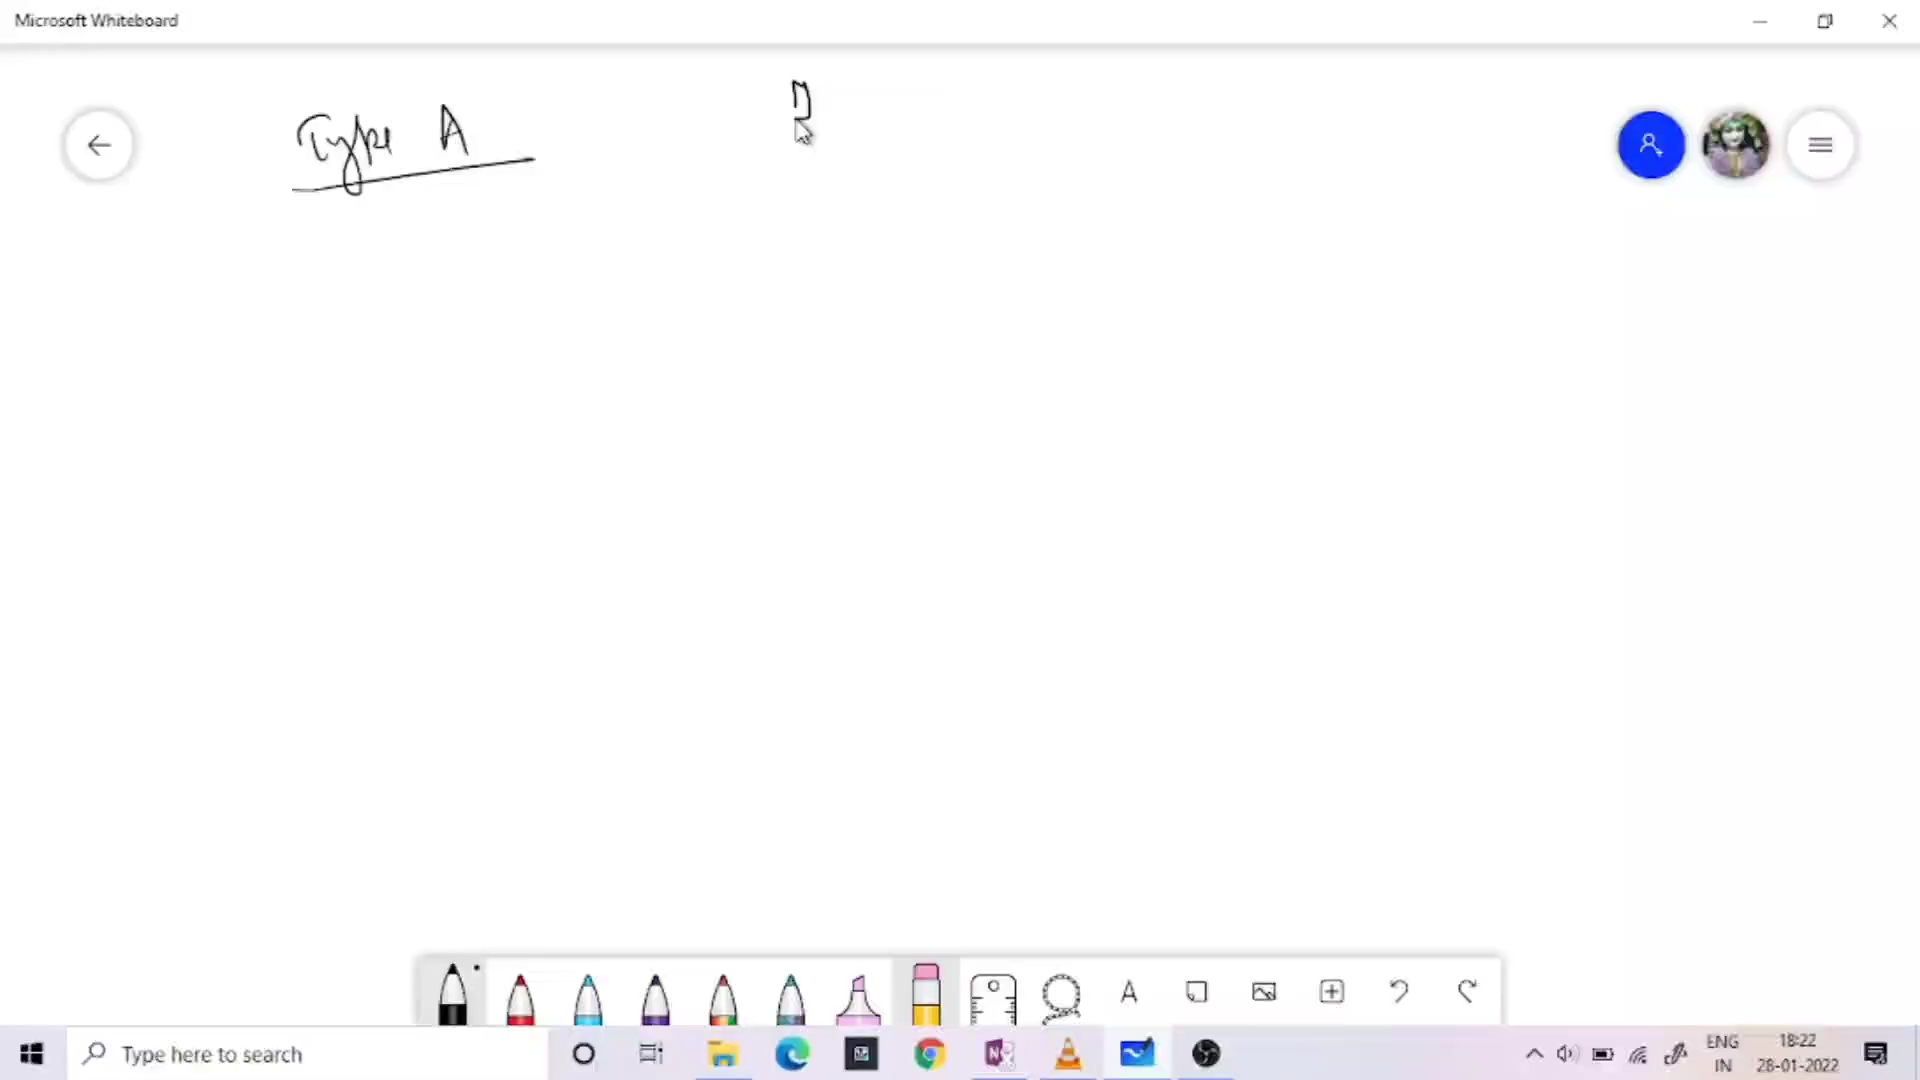 Microsoft Whiteboard
Type A
Type here to search
ENG
IN
18:22
28-01-2022